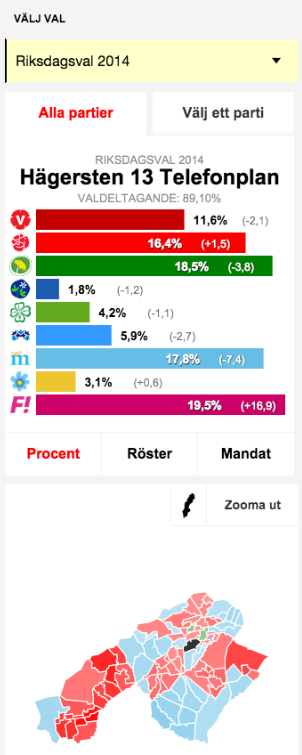 VÄLJ VAL
Riksdagsval 2014
Alla partier
Välj ett parti
RIKSDAGSVAL 2014
Hägersten 13 Telefonplan
VALDELTAGANDE: 89,10%
V 11,6% (-2,1)
16,4% (+1,5)
18,5% (-3,8)
1,8% (-1,2)
4,2% (-1,1)
5,9% (-2,7)
m 17,8% (-7,4)
3,1% (+0,6)
F! 19,5% (+16,9)
Procent
Röster
Mandat
Zooma ut